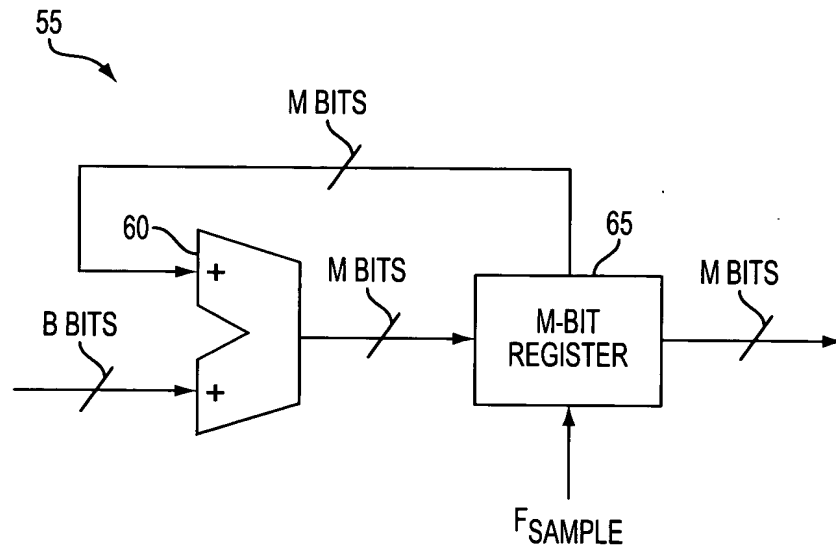 55
M BITS
60
+
M BITS
65
M BITS
B BITS
+
M-BIT
REGISTER
FSAMPLE